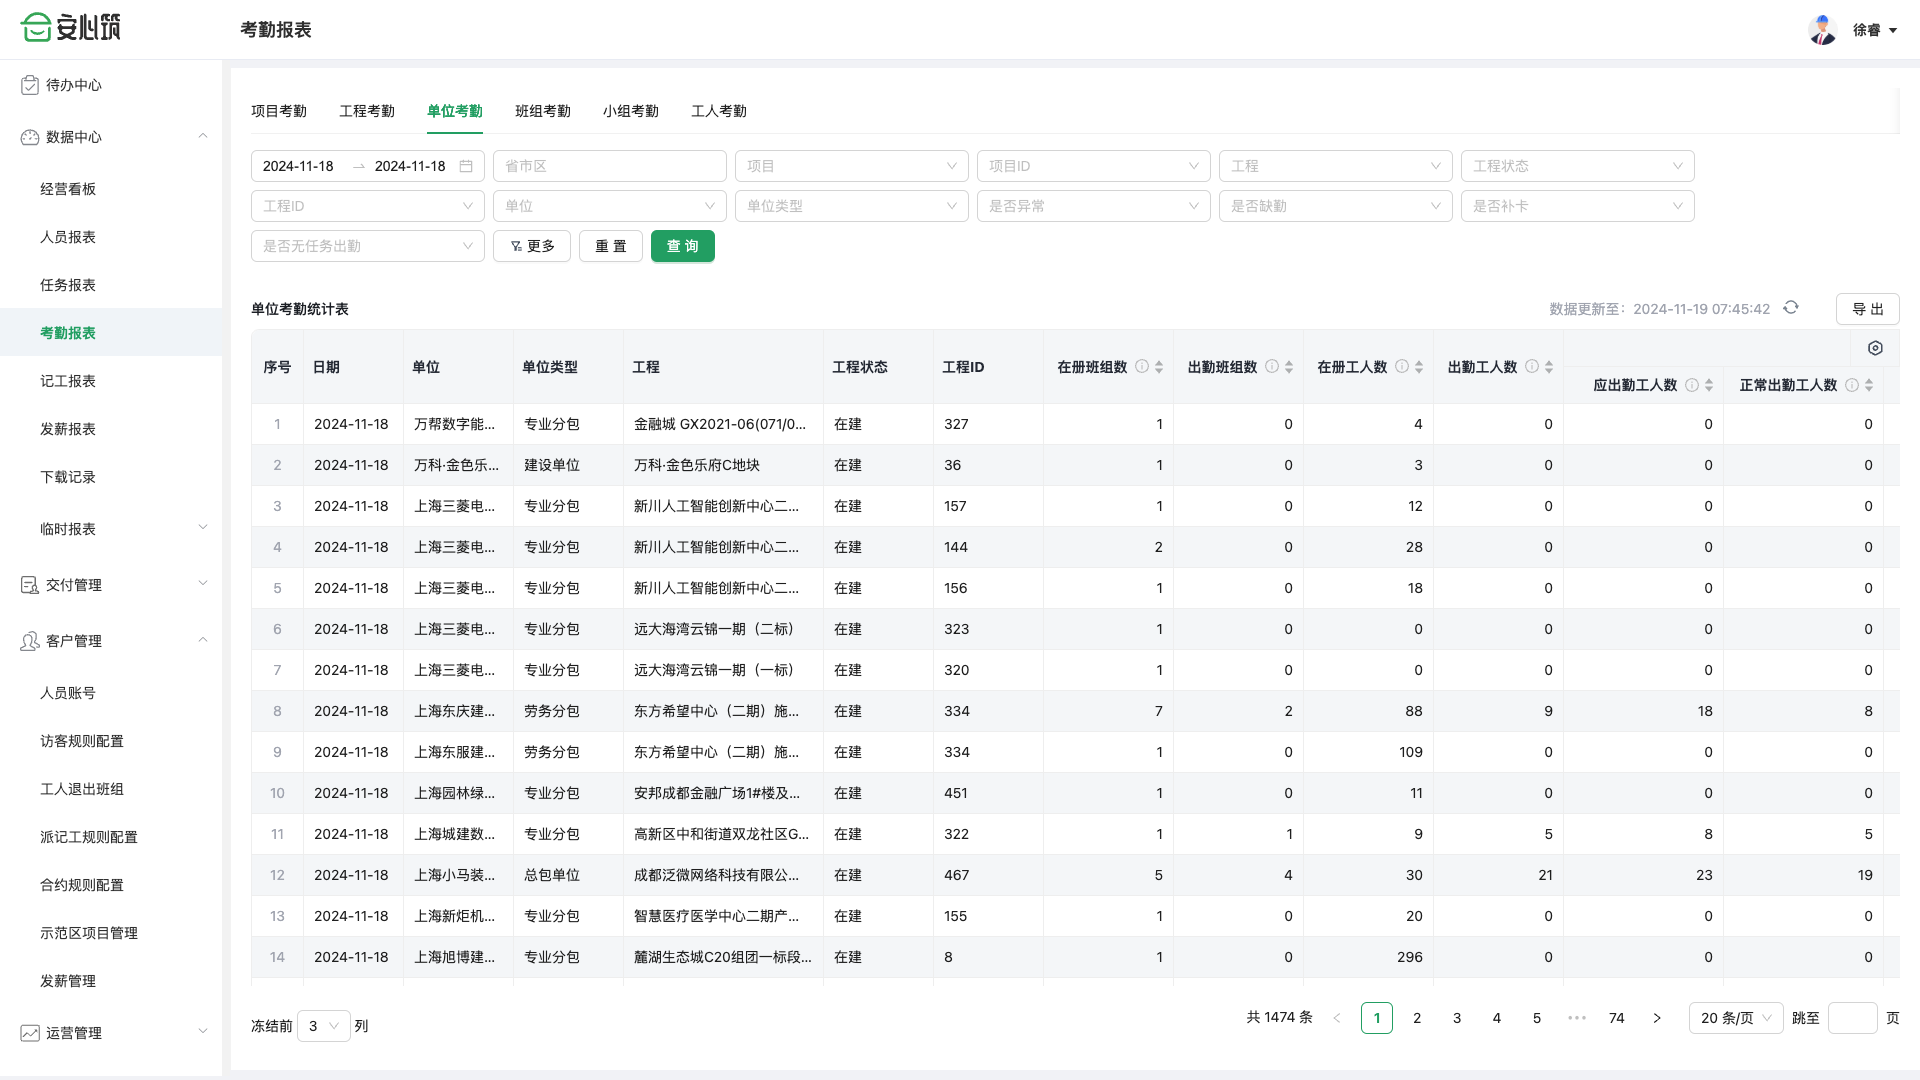 安心筑
考勤报表
徐睿
待办中心
数据中心
经营看板
人员报表
任务报表
考勤报表
记工报表
发薪报表
下载记录
临时报表
交付管理
客户管理
人员账号
访客规则配置
工人退出班组
派记工规则配置
合约规则配置
示范区项目管理
发薪管理
运营管理
项目考勤 工程考勤 单位考勤 班组考勤 小组考勤 工人考勤
2024-11-18 → 2024-11-18 省市区 项目 项目ID 工程 工程状态
工程ID 单位 单位类型 是否异常 是否缺勤 是否补卡
是否无任务出勤 更多 重 置 查 询
单位考勤统计表 数据更新至：2024-11-19 07:45:42 导 出
序号 日期 单位 单位类型 工程 工程状态 工程ID 在册班组数 出勤班组数 在册工人数 出勤工人数
应出勤工人数 正常出勤工人数
1 2024-11-18 万帮数字能... 专业分包 金融城 GX2021-06(071/0... 在建 327 1 0 4 0 0 0
2 2024-11-18 万科·金色乐... 建设单位 万科·金色乐府C地块 在建 36 1 0 3 0 0 0
3 2024-11-18 上海三菱电... 专业分包 新川人工智能创新中心二... 在建 157 1 0 12 0 0 0
4 2024-11-18 上海三菱电... 专业分包 新川人工智能创新中心二... 在建 144 2 0 28 0 0 0
5 2024-11-18 上海三菱电... 专业分包 新川人工智能创新中心二... 在建 156 1 0 18 0 0 0
6 2024-11-18 上海三菱电... 专业分包 远大海湾云锦一期（二标） 在建 323 1 0 0 0 0 0
7 2024-11-18 上海三菱电... 专业分包 远大海湾云锦一期（一标） 在建 320 1 0 0 0 0 0
8 2024-11-18 上海东庆建... 劳务分包 东方希望中心（二期）施... 在建 334 7 2 88 9 18 8
9 2024-11-18 上海东服建... 劳务分包 东方希望中心（二期）施... 在建 334 1 0 109 0 0 0
10 2024-11-18 上海园林绿... 专业分包 安邦成都金融广场1#楼及... 在建 451 1 0 11 0 0 0
11 2024-11-18 上海城建数... 专业分包 高新区中和街道双龙社区G... 在建 322 1 1 9 5 8 5
12 2024-11-18 上海小马装... 总包单位 成都泛微网络科技有限公... 在建 467 5 4 30 21 23 19
13 2024-11-18 上海新炬机... 专业分包 智慧医疗医学中心二期产... 在建 155 1 0 20 0 0 0
14 2024-11-18 上海旭博建... 专业分包 麓湖生态城C20组团一标段... 在建 8 1 0 296 0 0 0
冻结前 3 列 共 1474 条 < 1 2 3 4 5 ••• 74 > 20 条/页 跳至 页